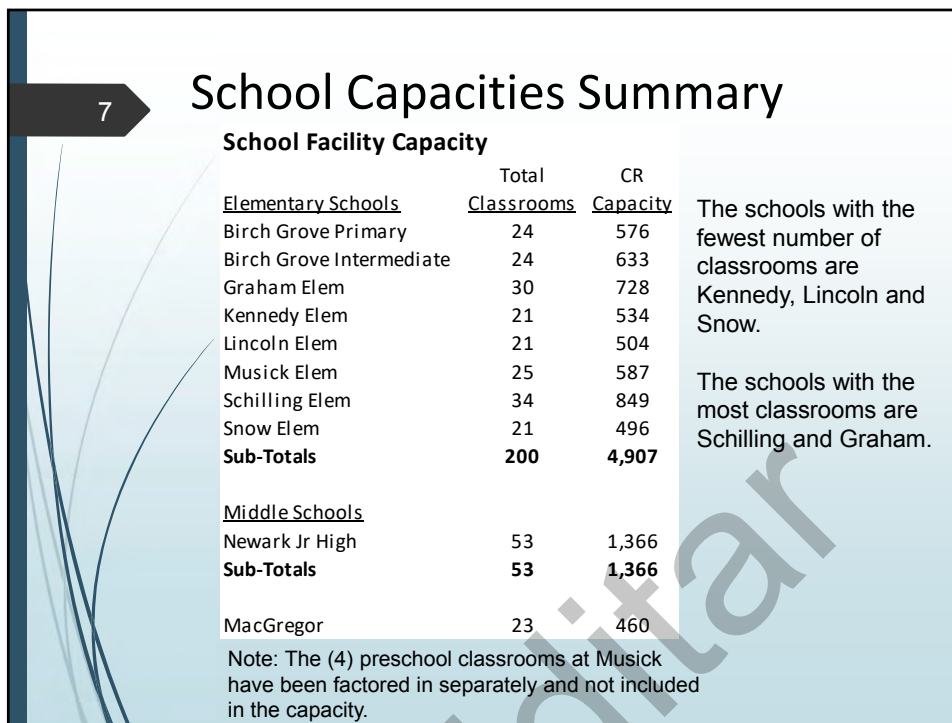 7
School Capacities Summary
School Facility Capacity
Total CR
Elementary Schools Classrooms Capacity
Birch Grove Primary 24 576
Birch Grove Intermediate 24 633
Graham Elem 30 728
Kennedy Elem 21 534
Lincoln Elem 21 504
Musick Elem 25 587
Schilling Elem 34 849
Snow Elem 21 496
Sub-Totals 200 4,907
Middle Schools
Newark Jr High 53 1,366
Sub-Totals 53 1,366
MacGregor 23 460
Note: The (4) preschool classrooms at Musick
have been factored in separately and not included
in the capacity.
The schools with the
fewest number of
classrooms are
Kennedy, Lincoln and
Snow.
The schools with the
most classrooms are
Schilling and Graham.